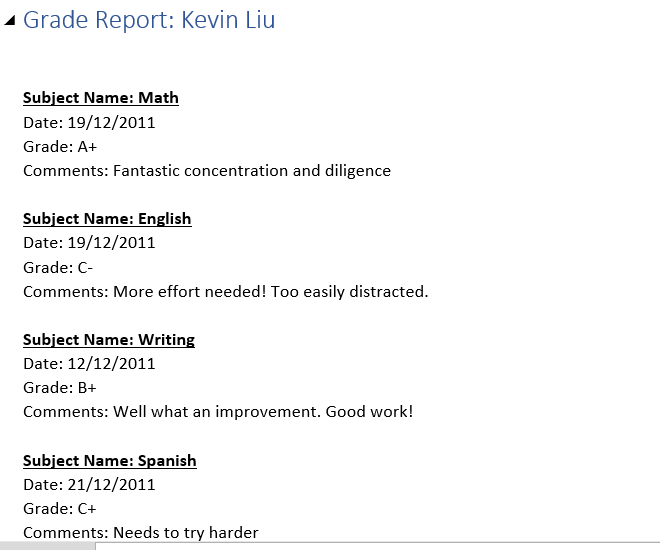 Grade Report: Kevin Liu
Subject Name: Math
Date: 19/12/2011
Grade: A+
Comments: Fantastic concentration and diligence
Subject Name: English
Date: 19/12/2011
Grade: C-
Comments: More effort needed! Too easily distracted.
Subject Name: Writing
Date: 12/12/2011
Grade: B+
Comments: Well what an improvement. Good work!
Subject Name: Spanish
Date: 21/12/2011
Grade: C+
Comments: Needs to try harder